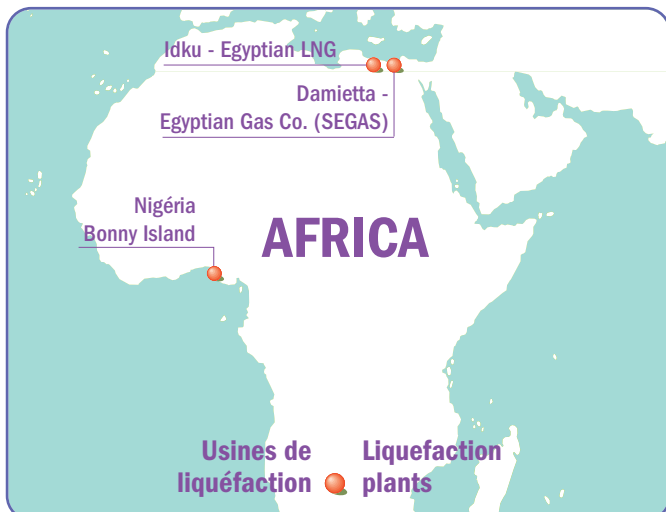 Idku - Egyptian LNG
Damietta -
Egyptian Gas Co. (SEGAS)
Nigéria
Bonny Island
AFRICA
Usines de
liquéfaction
Liquefaction
plants